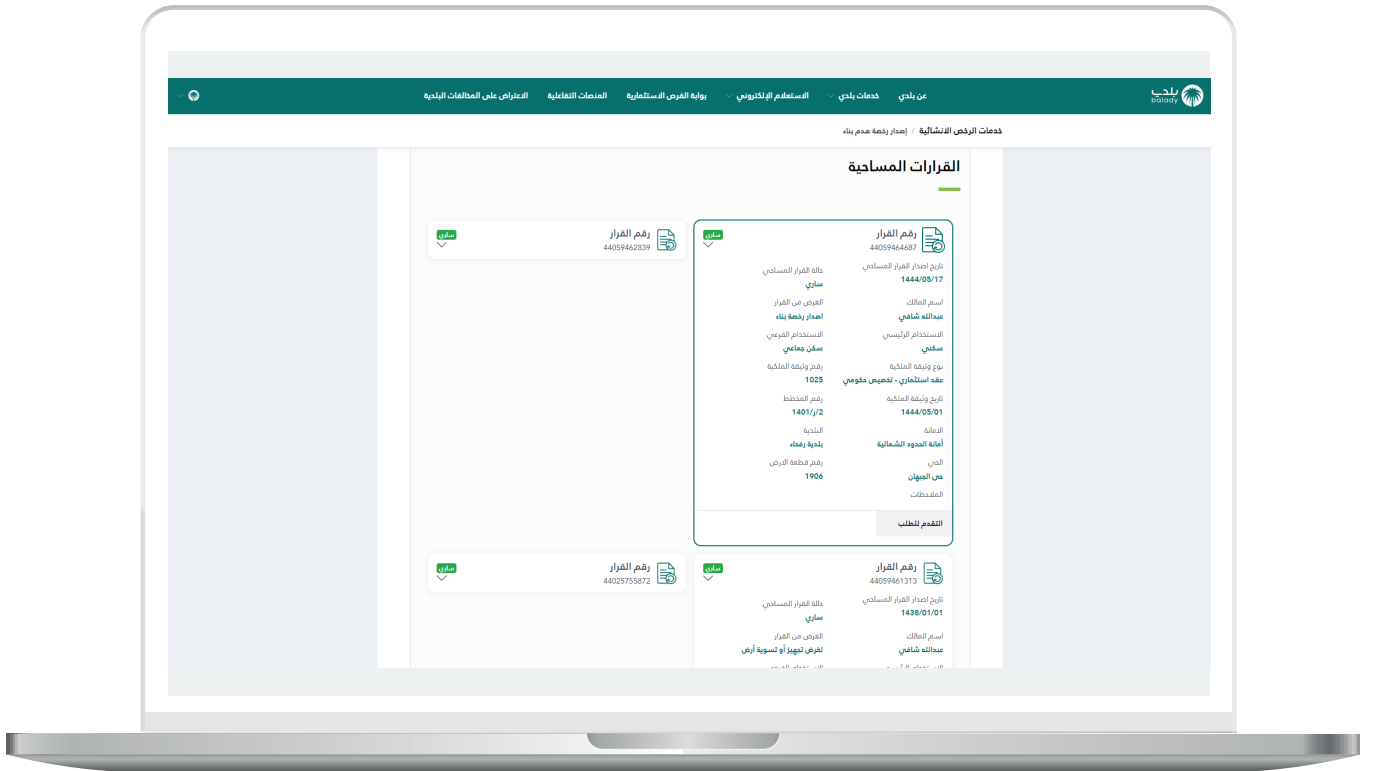 بلدي
balady
عن بلدي
خدمات بلدي
الاستعلام الإلكتروني
بوابة الفرص الاستثمارية
المنصات التفاعلية
الاعتراض على المخالفات البلدية
خدمات الرخص الانشائية / إصدار رخصة هدم بناء
القرارات المساحية
رقم القرار
44059464687
ساري
تاريخ اصدار القرار المساحي
1444/05/17
حالة القرار المساحي
ساري
اسم المالك
عبدالله شافي
الغرض من القرار
اصدار رخصة بناء
الاستخدام الرئيسي
سكني
الاستخدام الفرعي
سكن جماعي
نوع وثيقة الملكية
عقد استثماري - تخصيص حكومي
رقم وثيقة الملكية
1025
تاريخ وثيقة الملكية
1444/05/01
رقم المخطط
2/ر/1401
الامانة
أمانة الحدود الشمالية
البلدية
بلدية رفحاء
الحي
حى الجبهان
رقم قطعة الارض
1906
الملاحظات
التقدم للطلب
رقم القرار
44059462839
ساري
رقم القرار
44059461313
ساري
تاريخ اصدار القرار المساحي
1438/01/01
حالة القرار المساحي
ساري
اسم المالك
عبدالله شافي
الغرض من القرار
لغرض تجهيز أو تسوية أرض
رقم القرار
44025755872
ساري